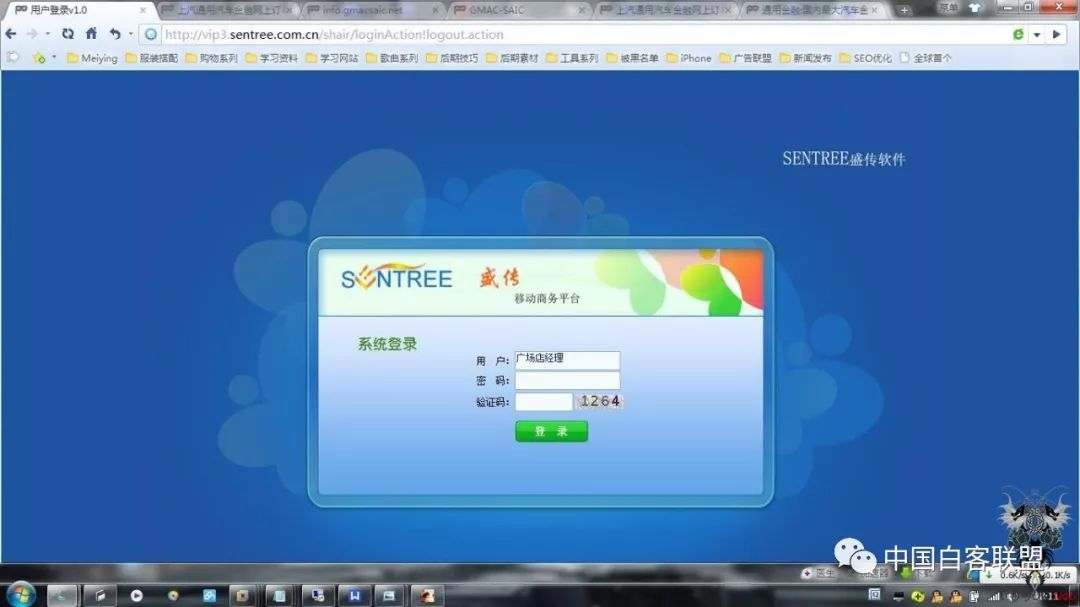 用户登录v1.0
上汽通用汽车金融网上订
info.gmacsaic.net
GMAC-SAIC
上汽通用汽车金融网上订
通用金融-国内最大汽车金
菜单
http://vip3.sentree.com.cn/shair/loginAction!logout.action
Meiying 服装搭配 购物系列 学习资料 学习网站 歌曲系列 后期技巧 后期素材 工具系列 被黑名单 iPhone 广告联盟 新闻发布 SEO优化 全球首个
SENTREE盛传软件
SENTREE 盛传
移动商务平台
系统登录
用 户: 广场店经理
密 码:
验证码: 1264
登 录
中国白客联盟
医生 下载
0.6K/s 20.1K/s